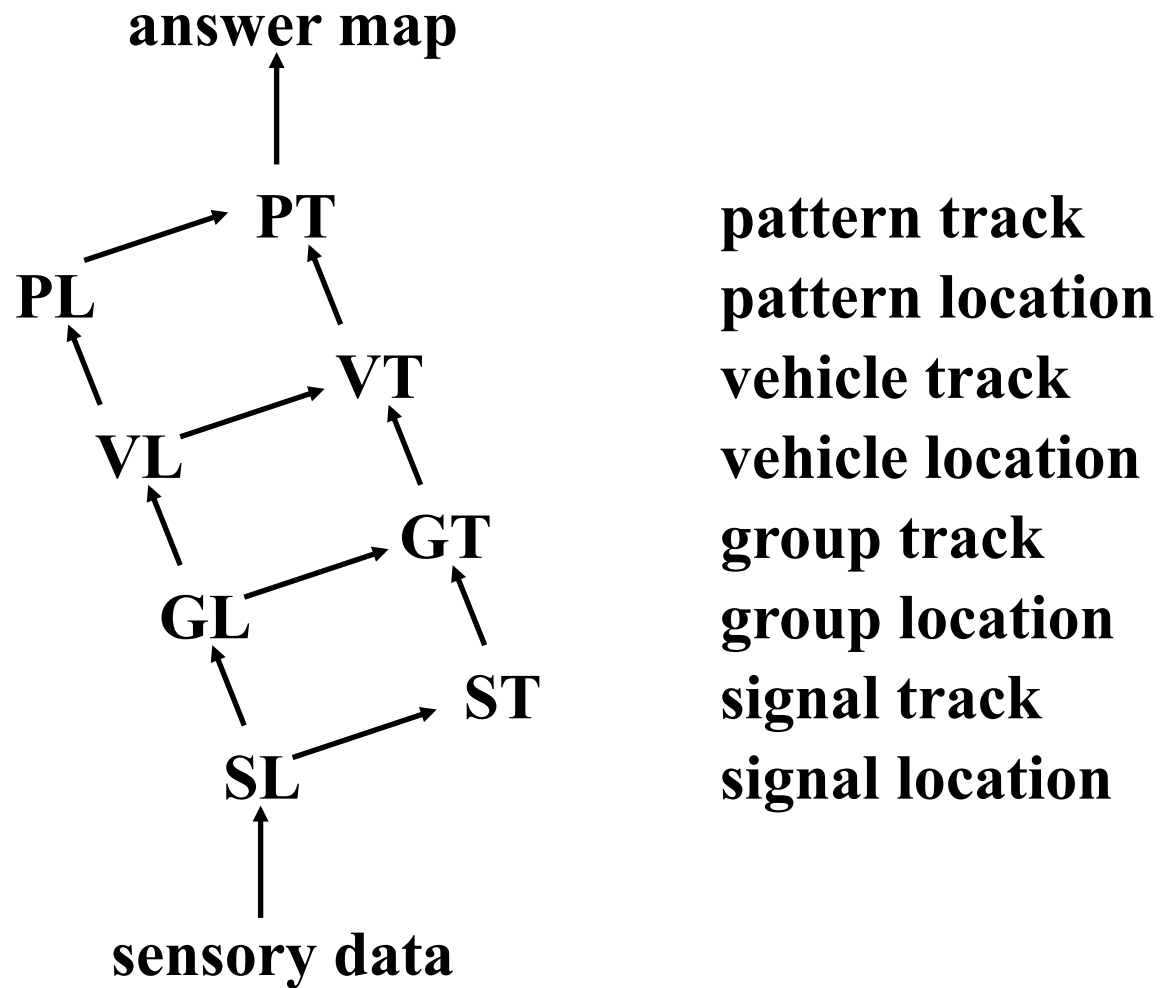 answer map
PT pattern track
PL pattern location
VT vehicle track
VL vehicle location
GT group track
GL group location
ST signal track
SL signal location
sensory data